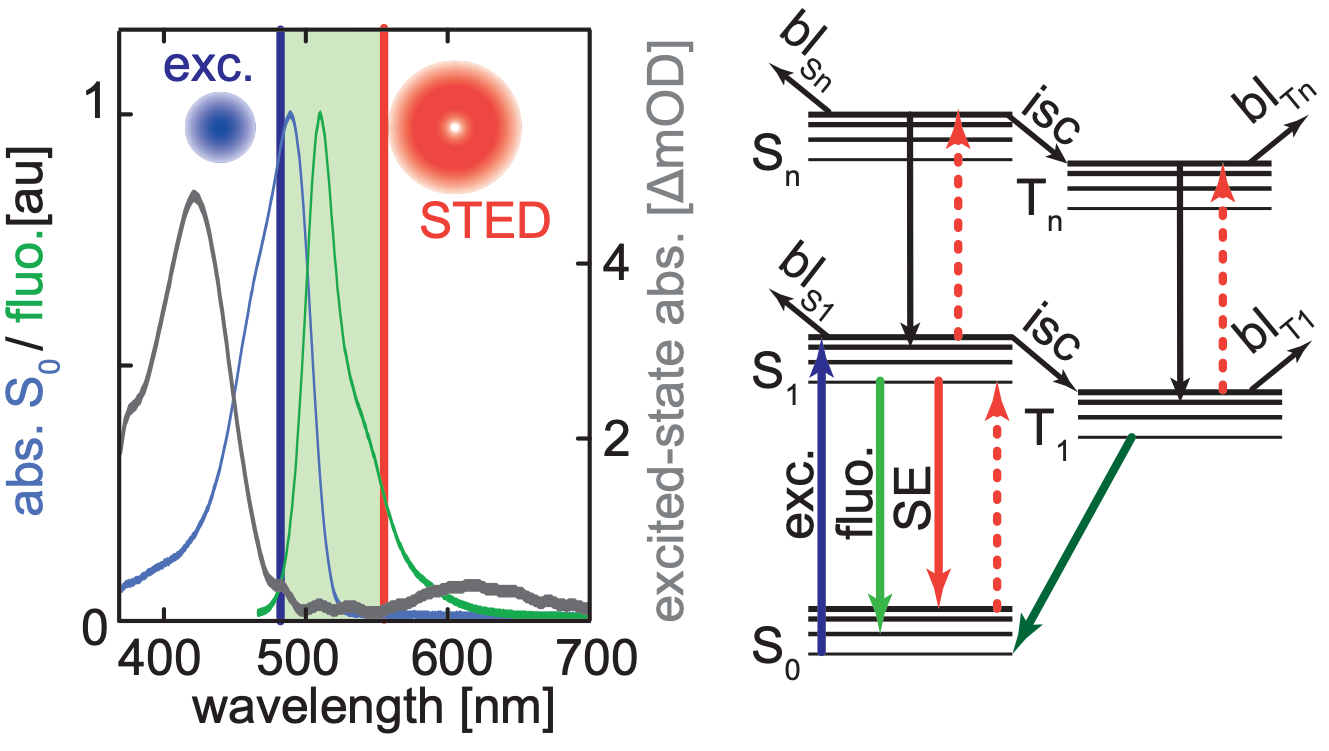 exc.
STED
1
0
4
2
400 500 600 700
wavelength [nm]
abs. S0 / fluo.[au]
excited-state abs. [ΔmOD]
blSn
isc
blTn
Sn
Tn
blS1
isc
blT1
S1
T1
exc.
fluo.
SE
S0